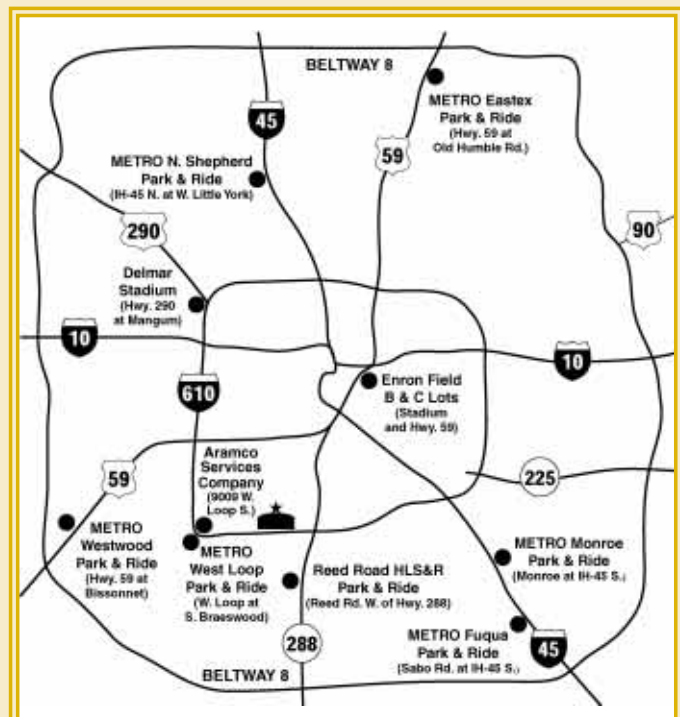 BELTWAY 8
METRO Eastex
Park & Ride
(Hwy. 59 at
Old Humble Rd.)
45
59
METRO N. Shepherd
Park & Ride
(IH-45 N. at W. Little York)
290
90
Delmar
Stadium
(Hwy. 290
at Mangum)
10
10
610
Enron Field
B & C Lots
(Stadium
and Hwy. 59)
Aramco
Services
Company
(9009 W.
Loop S.)
59
225
METRO
Westwood
Park & Ride
(Hwy. 59 at
Bissonnet)
METRO
West Loop
Park & Ride
(W. Loop at
S. Braeswood)
Reed Road HLS&R
Park & Ride
(Reed Rd. W. of Hwy. 288)
METRO Monroe
Park & Ride
(Monroe at IH-45 S.)
288
METRO Fuqua
Park & Ride
(Sabo Rd. at IH-45 S.)
45
BELTWAY 8